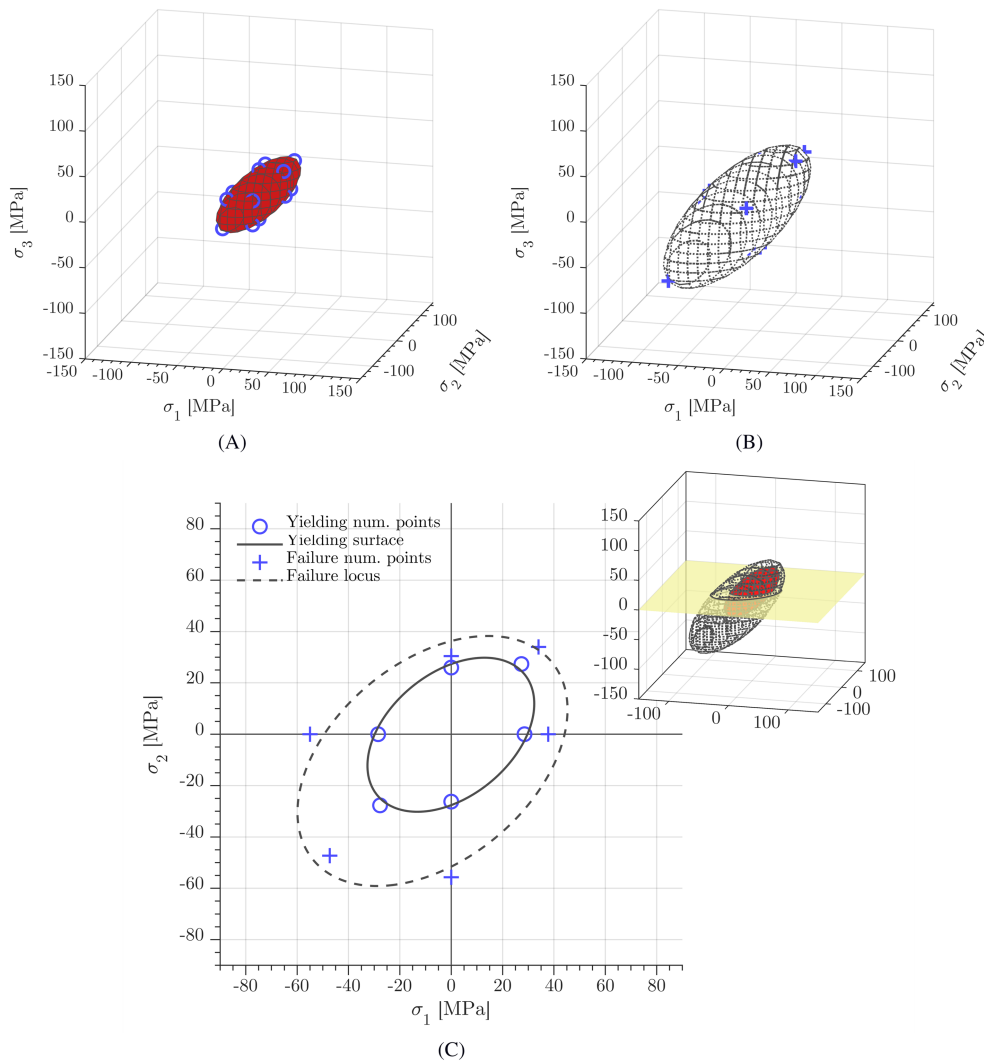 150
100
50
0
-50
-100
-150
σ3 [MPa]
-150 -100 -50 0 50 100 150
σ1 [MPa]
100
0
-100
σ2 [MPa]
(A)
150
100
50
0
-50
-100
-150
σ3 [MPa]
-150 -100 -50 0 50 100 150
σ1 [MPa]
100
0
-100
σ2 [MPa]
(B)
80
60
40
20
0
-20
-40
-60
-80
σ2 [MPa]
Yielding num. points
Yielding surface
Failure num. points
Failure locus
-80 -60 -40 -20 0 20 40 60 80
σ1 [MPa]
150
100
50
0
-50
-100
-150
-100 0 100
100
0
-100
(C)